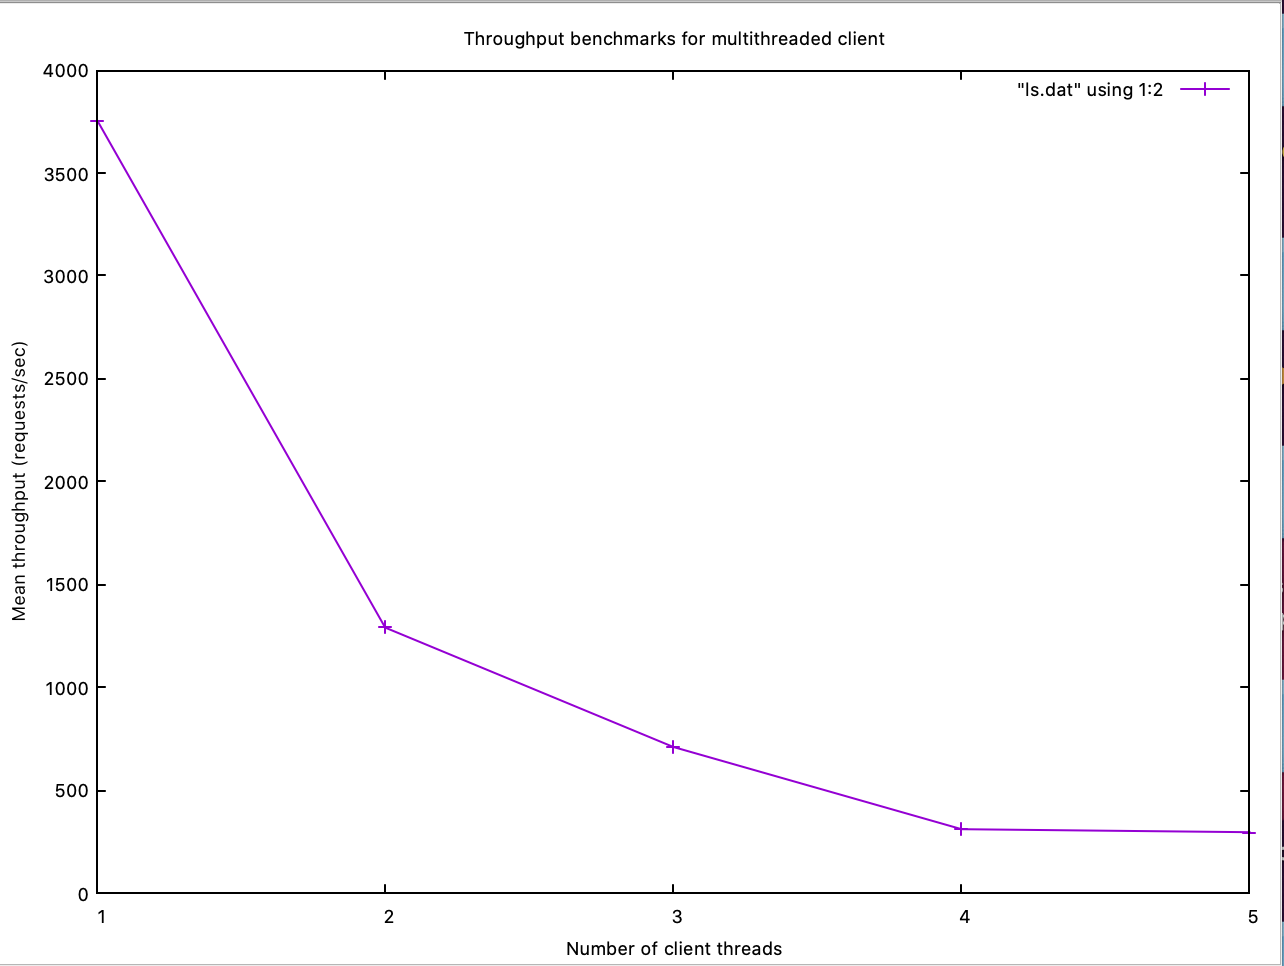 Throughput benchmarks for multithreaded client
"ls.dat" using 1:2
4000
3500
3000
2500
2000
1500
1000
500
0
Mean throughput (requests/sec)
1 2 3 4 5
Number of client threads